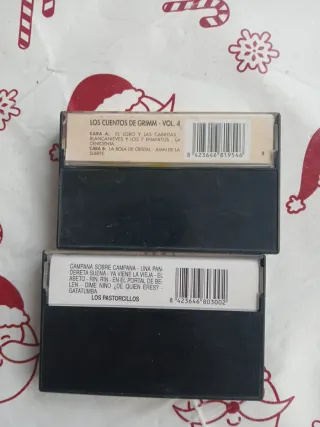 LOS CUENTOS DE GRIMM - VOL. 4
CARA A: EL LOBO Y LAS CABRITAS -
BLANCANIEVES Y LOS 7 ENANITOS - LA
CENICIENTA.
CARA B: LA BOLA DE CRISTAL - JUAN DE LA
SUERTE
8 423646 819546
CAMPANA SOBRE CAMPANA - UNA PAN-
DERETA SUENA - YA VIENE LA VIEJA - EL
ABETO - RIN, RIN - EN EL PORTAL DE BE-
LEN - DIME NIÑO ¿DE QUIEN ERES? -
GATATUMBA
LOS PASTORCILLOS
8 423646 803002